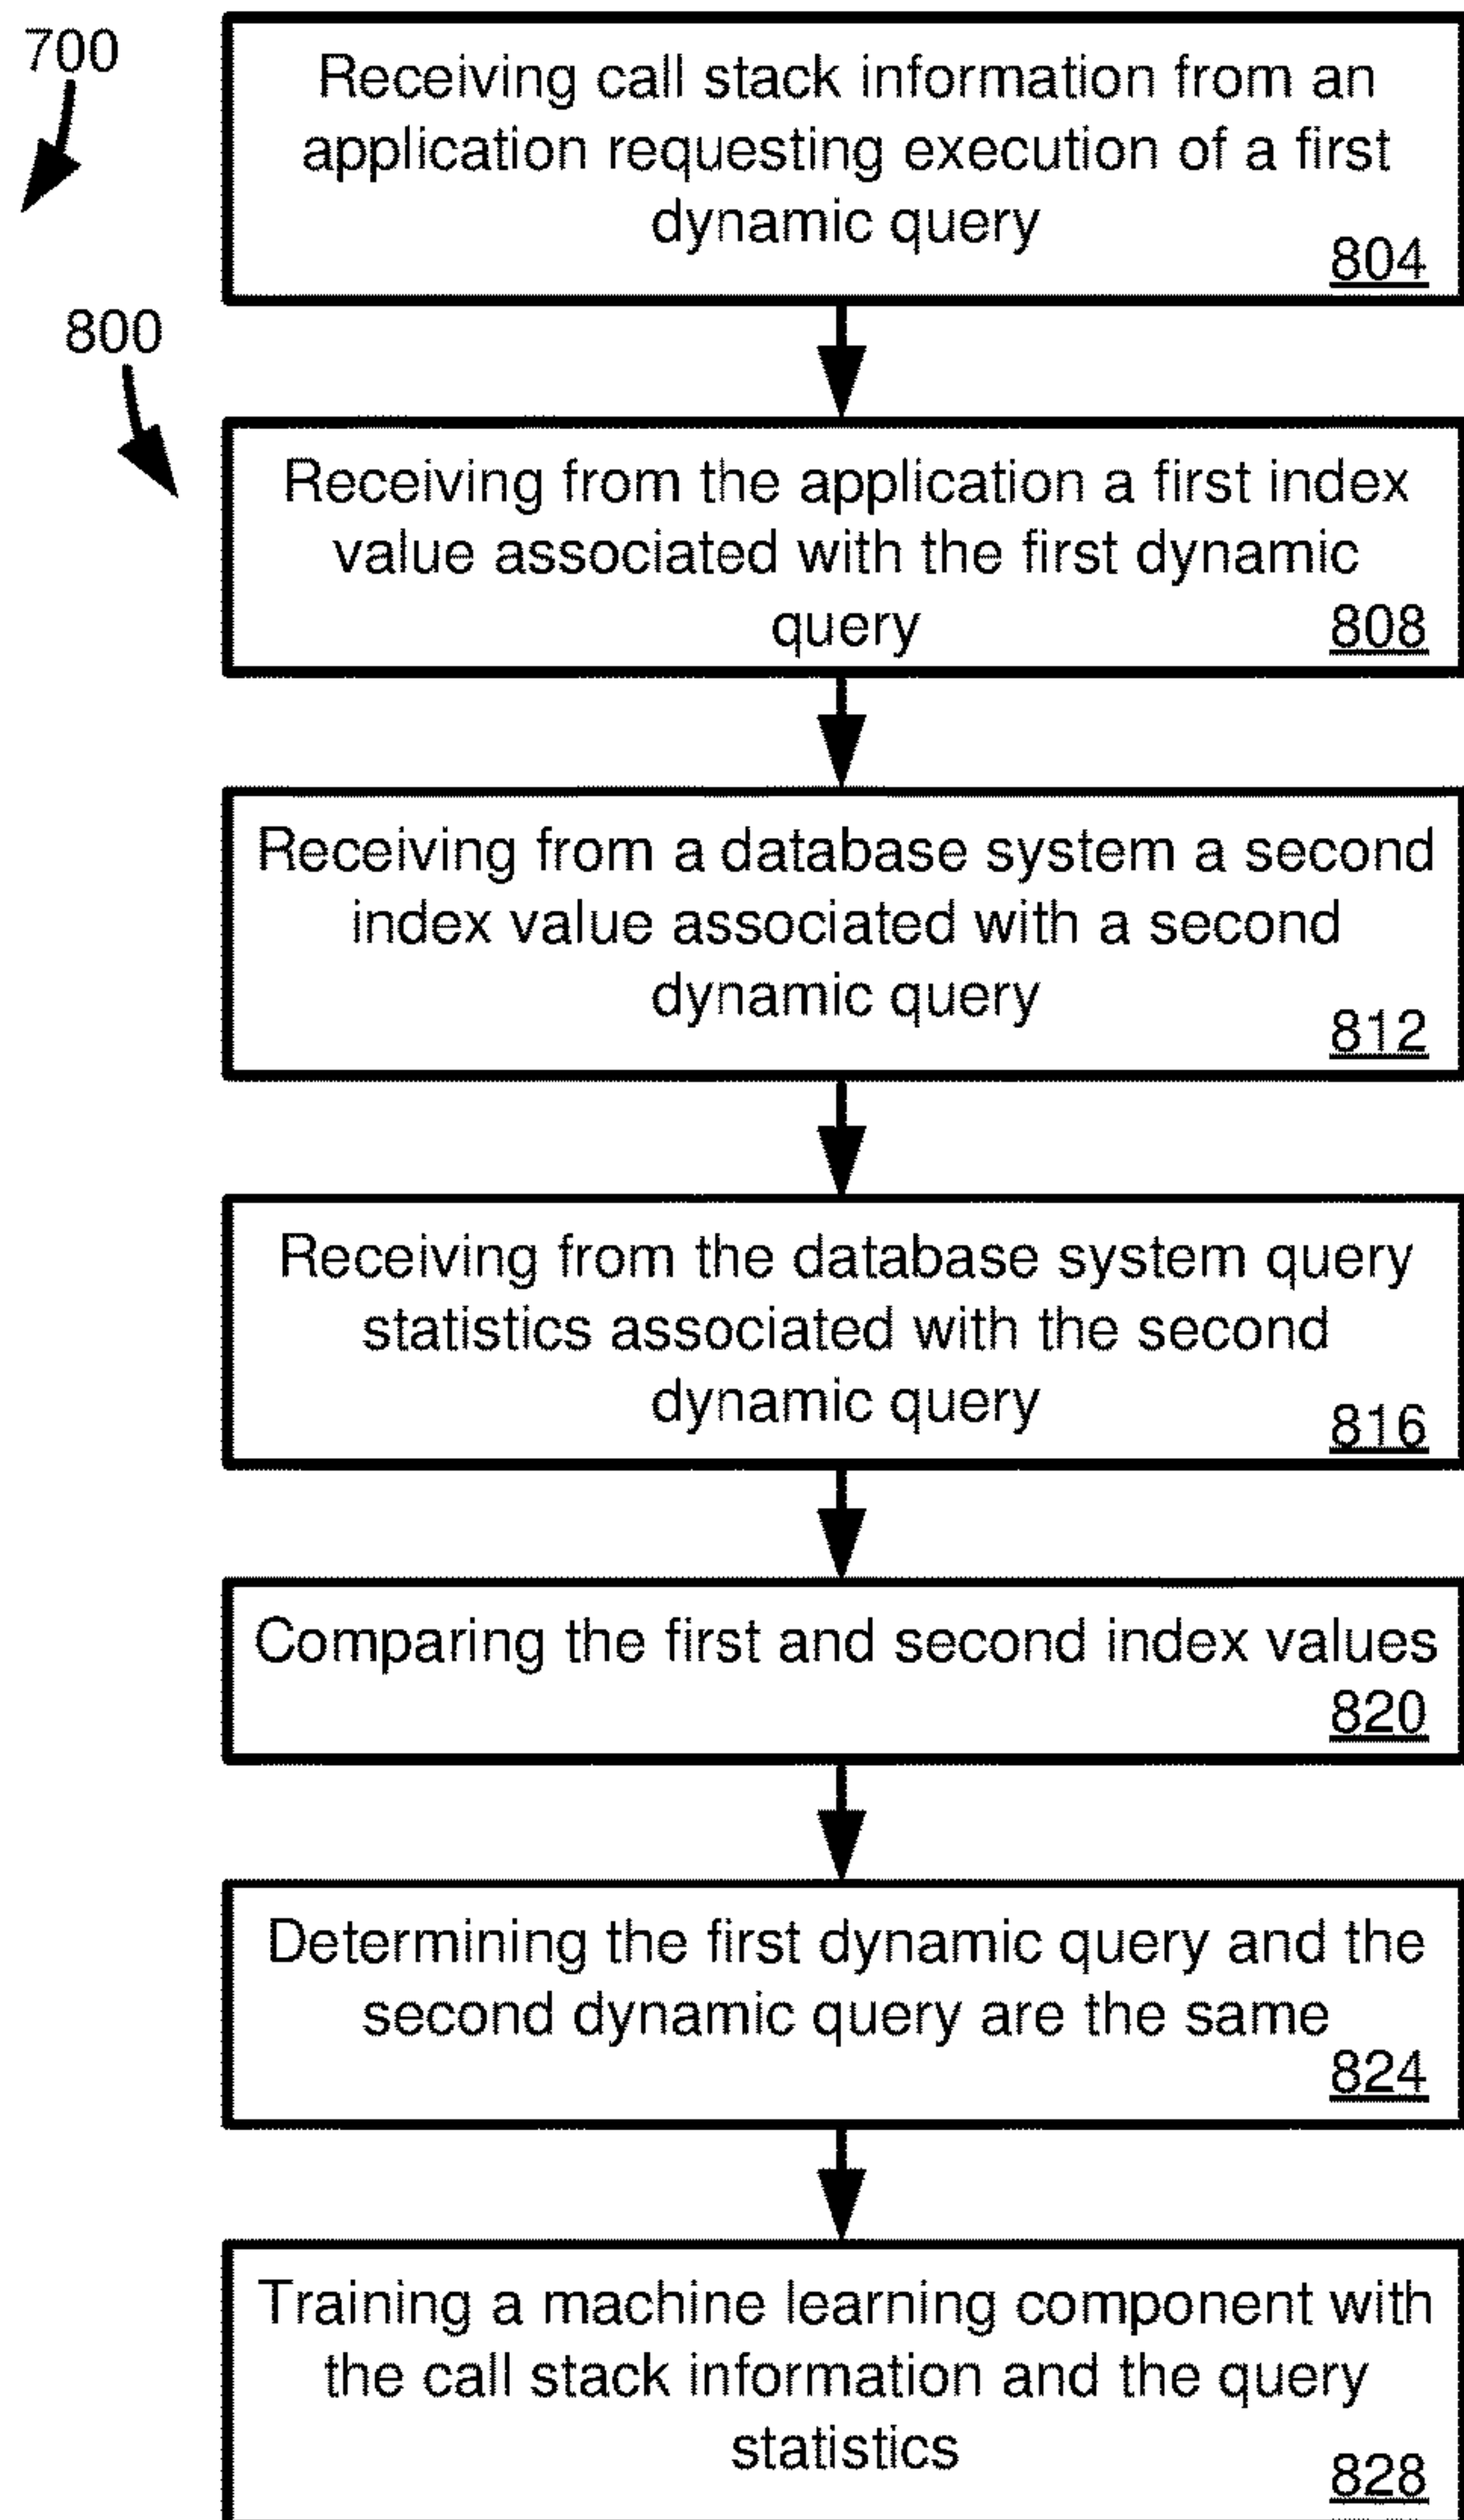 700
Receiving call stack information from an
application requesting execution of a first
dynamic query
804
800
Receiving from the application a first index
value associated with the first dynamic
query
808
Receiving from a database system a second
index value associated with a second
dynamic query
812
Receiving from the database system query
statistics associated with the second
dynamic query
816
Comparing the first and second index values
820
Determining the first dynamic query and the
second dynamic query are the same
824
Training a machine learning component with
the call stack information and the query
statistics
828